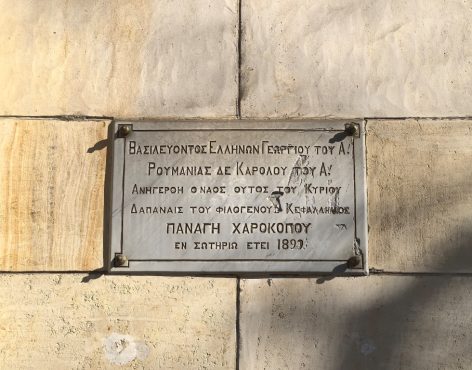 ΒΑΣΙΛΕΥΟΝΤΟΣ ΕΛΛΗΝΩΝ ΓΕΩΡΓΙΟΥ ΤΟΥ Α.'
ΡΟΥΜΑΝΙΑΣ ΔΕ ΚΑΡΟΛΟΥ ΤΟΥ Α.'
ΑΝΗΓΕΡΘΗ Ο ΝΑΟΣ ΟΥΤΟΣ ΤΟΥ ΚΥΡΙΟΥ
ΔΑΠΑΝΑΙΣ ΤΟΥ ΦΙΛΟΓΕΝΟΥΣ ΚΕΦΑΛΛΗΝΟΣ
ΠΑΝΑΓΗ ΧΑΡΟΚΟΠΟΥ
ΕΝ ΣΩΤΗΡΙΩ ΕΤΕΙ